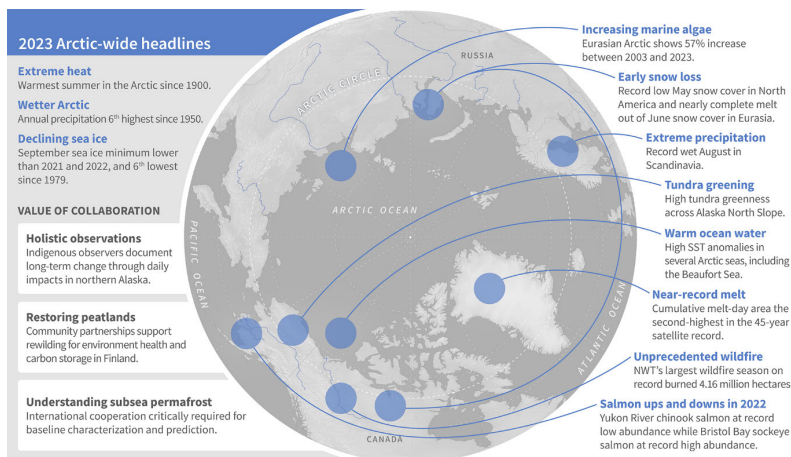 2023 Arctic-wide headlines
Extreme heat
Warmest summer in the Arctic since 1900.
Wetter Arctic
Annual precipitation 6th highest since 1950.
Declining sea ice
September sea ice minimum lower
than 2021 and 2022, and 6th lowest
since 1979.
VALUE OF COLLABORATION
Holistic observations
Indigenous observers document
long-term change through daily
impacts in northern Alaska.
Restoring peatlands
Community partnerships support
rewilding for environment health and
carbon storage in Finland.
Understanding subsea permafrost
International cooperation critically required for
baseline characterization and prediction.
RUSSIA
ARCTIC CIRCLE
ARCTIC OCEAN
PACIFIC OCEAN
ATLANTIC OCEAN
CANADA
Increasing marine algae
Eurasian Arctic shows 57% increase
between 2003 and 2023.
Early snow loss
Record low May snow cover in North
America and nearly complete melt
out of June snow cover in Eurasia.
Extreme precipitation
Record wet August in
Scandinavia.
Tundra greening
High tundra greenness
across Alaska North Slope.
Warm ocean water
High SST anomalies in
several Arctic seas, including
the Beaufort Sea.
Near-record melt
Cumulative melt-day area the
second-highest in the 45-year
satellite record.
Unprecedented wildfire
NWT's largest wildfire season on
record burned 4.16 million hectares
Salmon ups and downs in 2022
Yukon River chinook salmon at record
low abundance while Bristol Bay sockeye
salmon at record high abundance.